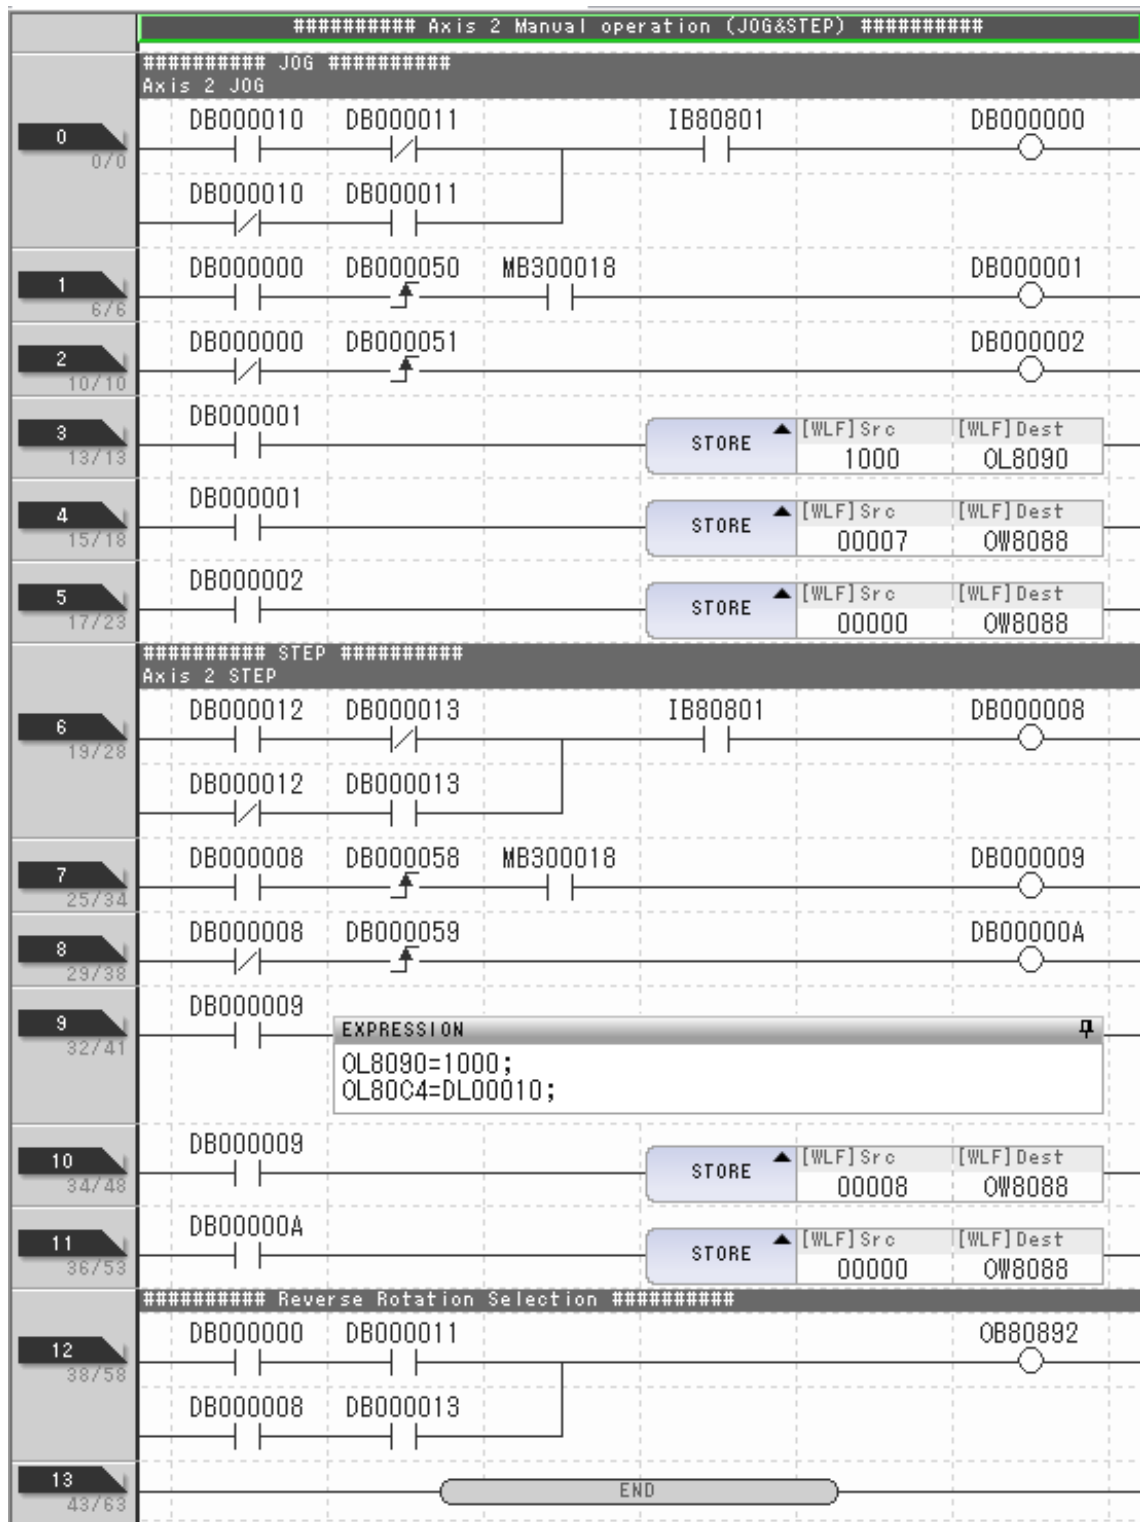 ########## Axis 2 Manual operation (JOG&STEP) ##########
########## JOG ##########
Axis 2 JOG
DB000010 DB000011 IB80801 DB000000
0
0/0
DB000010 DB000011
DB000000 DB000050 MB300018 DB000001
1
6/6
DB000000 DB000051 DB000002
2
10/10
DB000001
3 STORE [WLF]Src [WLF]Dest
13/13 1000 OL8090
DB000001
4 STORE [WLF]Src [WLF]Dest
15/18 00007 OW8088
DB000002
5 STORE [WLF]Src [WLF]Dest
17/23 00000 OW8088
########## STEP ##########
Axis 2 STEP
DB000012 DB000013 IB80801 DB000008
6
19/28
DB000012 DB000013
DB000008 DB000058 MB300018 DB000009
7
25/34
DB000008 DB000059 DB00000A
8
29/38
DB000009
9 EXPRESSION
32/41
OL8090=1000;
OL80C4=DL00010;
DB000009
10 STORE [WLF]Src [WLF]Dest
34/48 00008 OW8088
DB00000A
11 STORE [WLF]Src [WLF]Dest
36/53 00000 OW8088
########## Reverse Rotation Selection ##########
DB000000 DB000011 OB80892
12
38/58
DB000008 DB000013
13
43/63 END